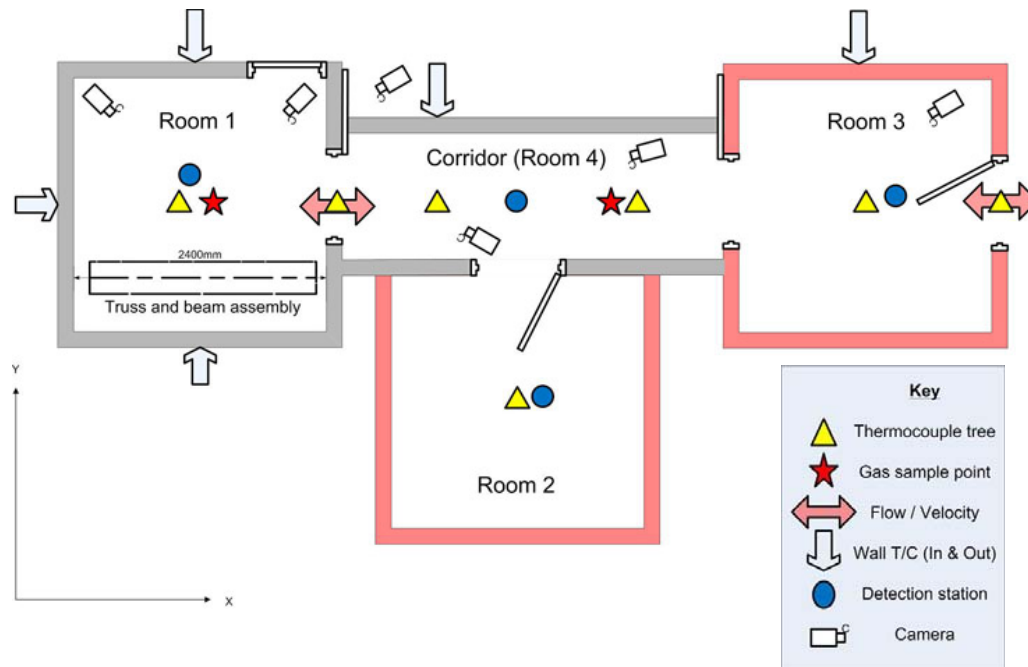 Room 1
Room 3
Corridor (Room 4)
2400mm
Truss and beam assembly
Room 2
Y
X
Key
Thermocouple tree
Gas sample point
Flow / Velocity
Wall T/C (In & Out)
Detection station
C
Camera